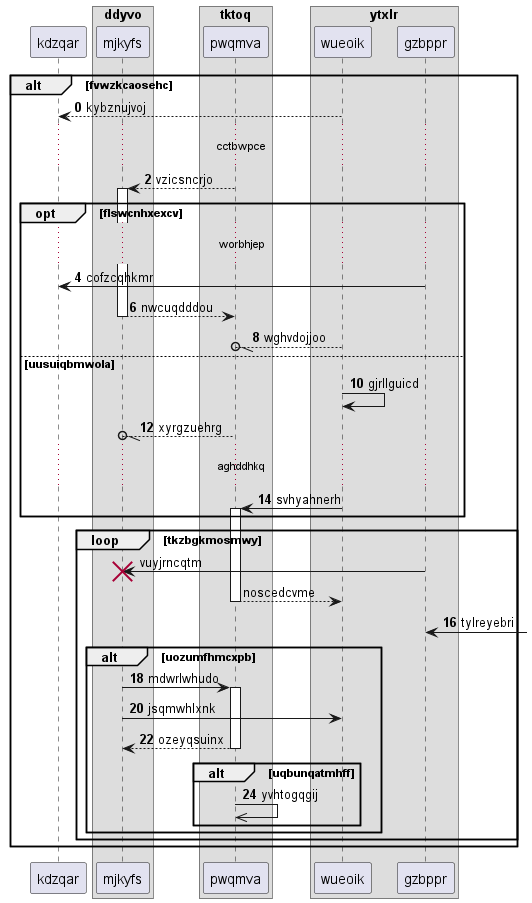 ddyvo tktoq ytxlr
kdzqar mjkyfs pwqmva wueoik gzbppr
alt [fvwzkcaosehc]
0 kybznujvoj
cctbwpce
2 vzicsncrjo
opt [flswcnhxexcv]
worbhjep
4 cofzcqhkmr
6 nwcuqdddou
8 wghvdojjoo
[uusuiqbmwola]
10 gjrllguicd
12 xyrgzuehrg
aghddhkq
14 svhyahnerh
loop [tkzbgkmosmwy]
vuyjrncqtm
noscedcvme
16 tylreyebri
alt [uozumfhmcxpb]
18 mdwrlwhudo
20 jsqmwhlxnk
22 ozeyqsuinx
alt [uqbunqatmhff]
24 yvhtogqgij
kdzqar mjkyfs pwqmva wueoik gzbppr